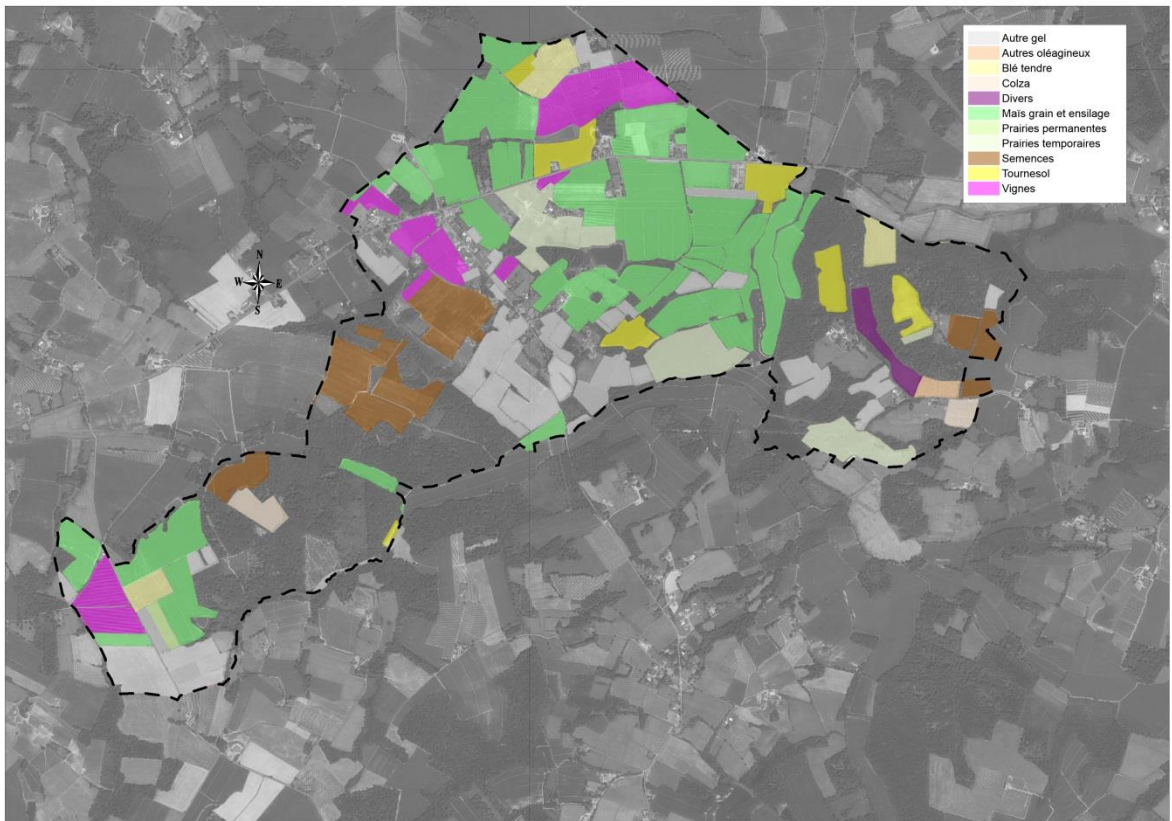 Autre gel
Autres oléagineux
Blé tendre
Colza
Divers
Maïs grain et ensilage
Prairies permanentes
Prairies temporaires
Semences
Tournesol
Vignes
N
W
E
S